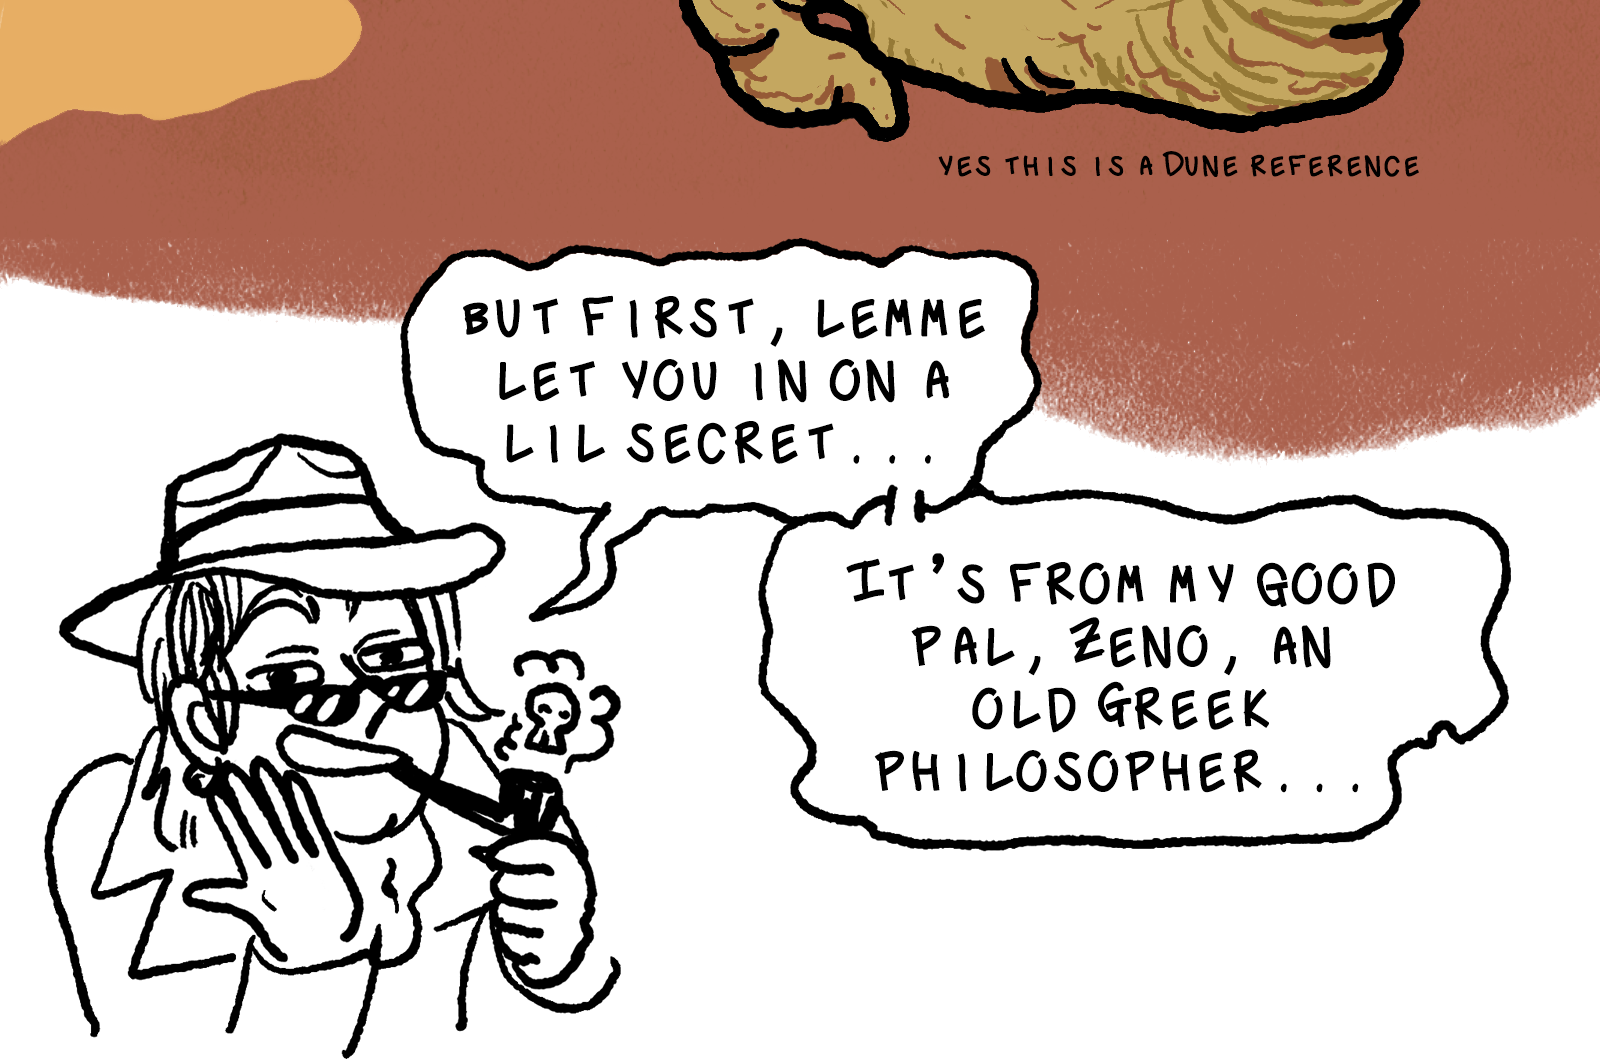 YES THIS IS A DUNE REFERENCE
BUT FIRST, LEMME
LET YOU IN ON A
LIL SECRET...
IT'S FROM MY GOOD
PAL, ZENO, AN
OLD GREEK
PHILOSOPHER...